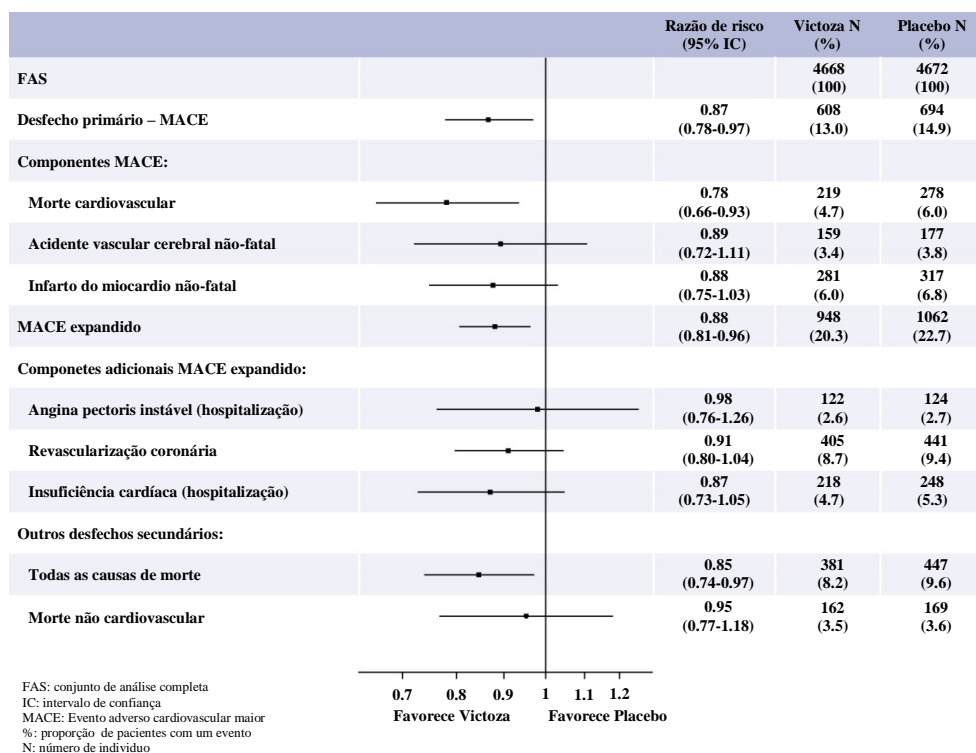 Razão de risco Victoza N Placebo N
(95% IC) (%) (%)
FAS 4668 4672
(100) (100)
Desfecho primário – MACE 0.87 608 694
(0.78-0.97) (13.0) (14.9)
Componentes MACE:
Morte cardiovascular 0.78 219 278
(0.66-0.93) (4.7) (6.0)
Acidente vascular cerebral não-fatal 0.89 159 177
(0.72-1.11) (3.4) (3.8)
Infarto do miocardio não-fatal 0.88 281 317
(0.75-1.03) (6.0) (6.8)
MACE expandido 0.88 948 1062
(0.81-0.96) (20.3) (22.7)
Componetes adicionais MACE expandido:
Angina pectoris instável (hospitalização) 0.98 122 124
(0.76-1.26) (2.6) (2.7)
Revascularização coronária 0.91 405 441
(0.80-1.04) (8.7) (9.4)
Insuficiência cardíaca (hospitalização) 0.87 218 248
(0.73-1.05) (4.7) (5.3)
Outros desfechos secundários:
Todas as causas de morte 0.85 381 447
(0.74-0.97) (8.2) (9.6)
Morte não cardiovascular 0.95 162 169
(0.77-1.18) (3.5) (3.6)
0.7 0.8 0.9 1 1.1 1.2
Favorece Victoza Favorece Placebo
FAS: conjunto de análise completa
IC: intervalo de confiança
MACE: Evento adverso cardiovascular maior
%: proporção de pacientes com um evento
N: número de individuo